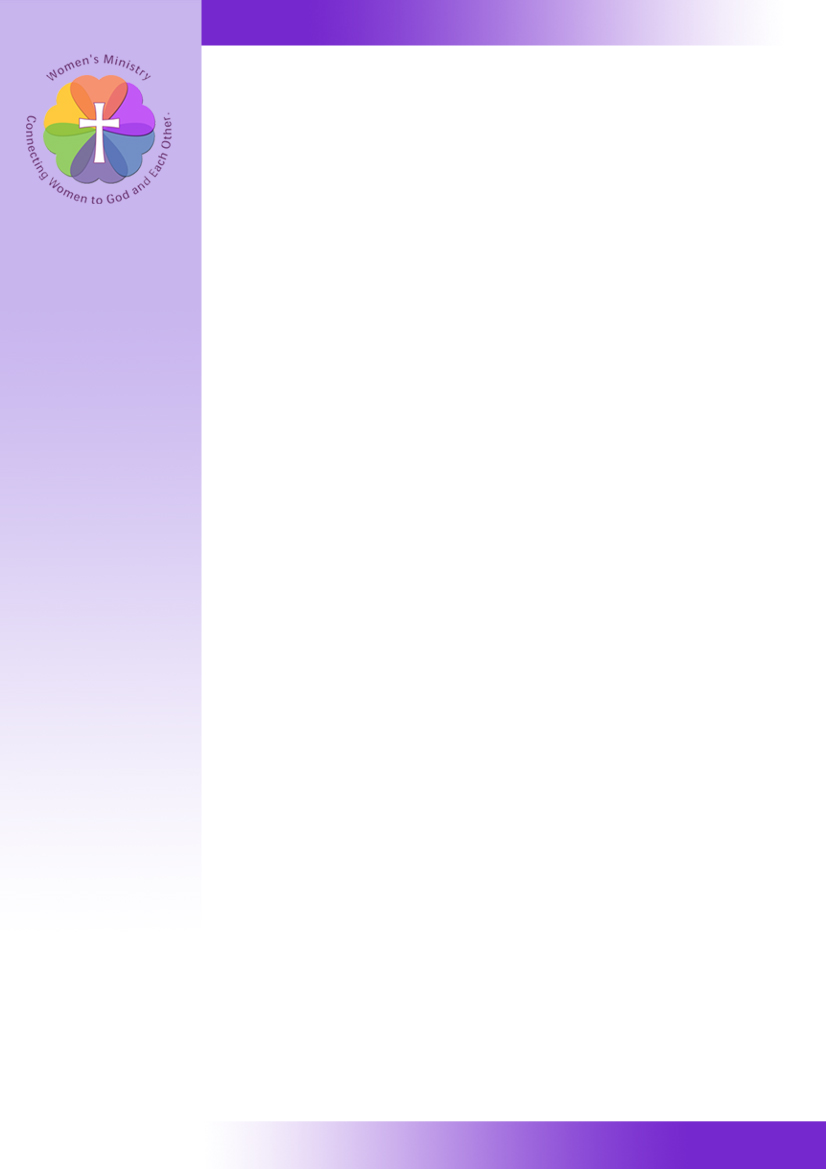 Women's Ministry
Connecting Women to God and Each Other.